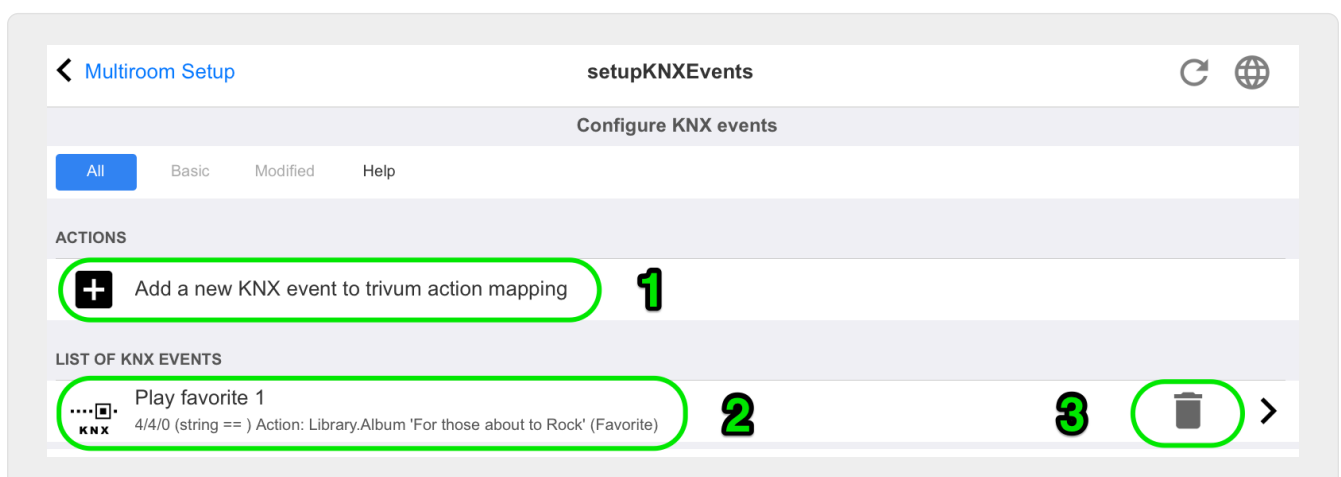 Multiroom Setup setupKNXEvents
Configure KNX events
All Basic Modified Help
ACTIONS
Add a new KNX event to trivum action mapping 1
LIST OF KNX EVENTS
Play favorite 1
KNX 4/4/0 (string == ) Action: Library.Album 'For those about to Rock' (Favorite) 2 3